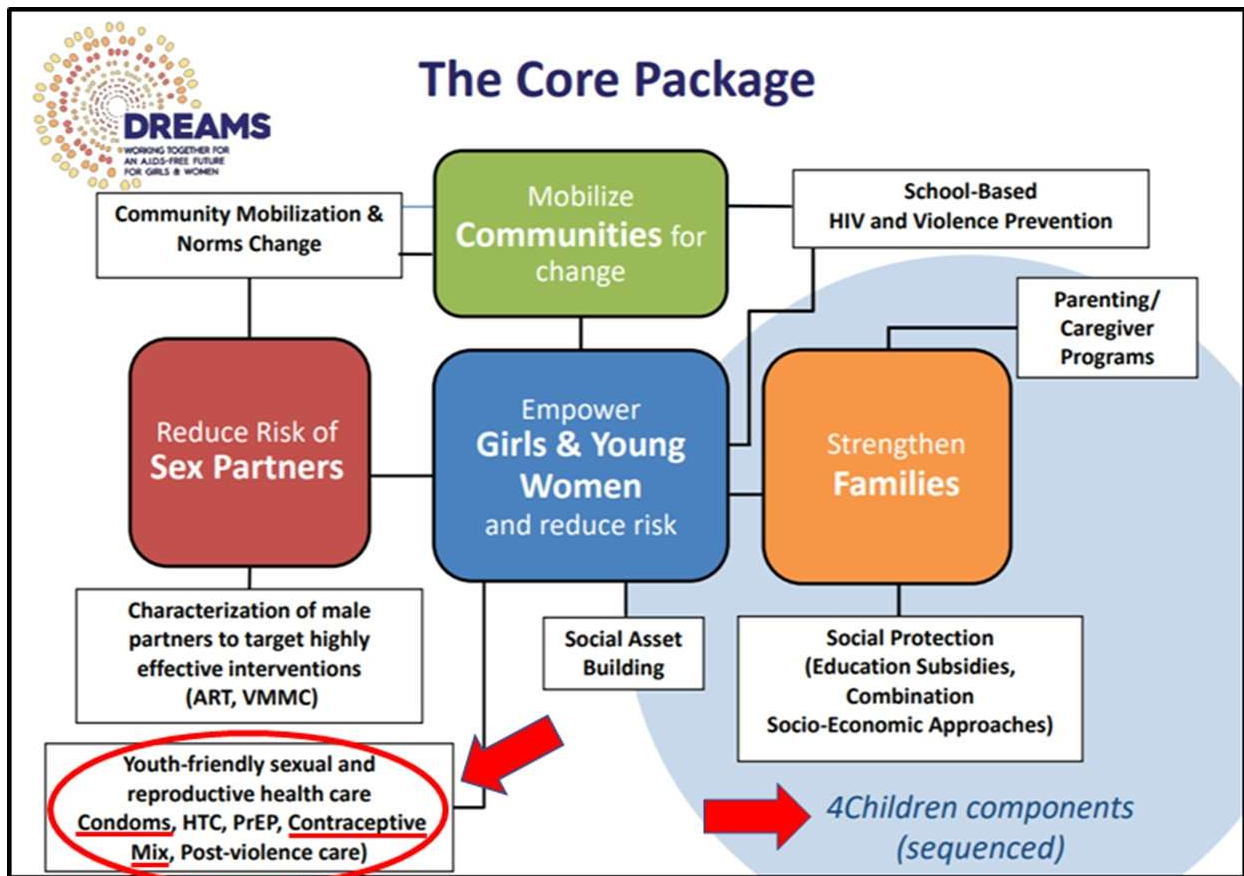 The Core Package
DREAMS
WORKING TOGETHER FOR
AN A.I.D.S-FREE FUTURE
FOR GIRLS & WOMEN
Mobilize
Communities for
change
Community Mobilization &
Norms Change
School-Based
HIV and Violence Prevention
Parenting/
Caregiver
Programs
Reduce Risk of
Sex Partners
Empower
Girls & Young
Women
and reduce risk
Strengthen
Families
Characterization of male
partners to target highly
effective interventions
(ART, VMMC)
Social Asset
Building
Social Protection
(Education Subsidies,
Combination
Socio-Economic Approaches)
Youth-friendly sexual and
reproductive health care
Condoms, HTC, PrEP, Contraceptive
Mix, Post-violence care)
4Children components
(sequenced)